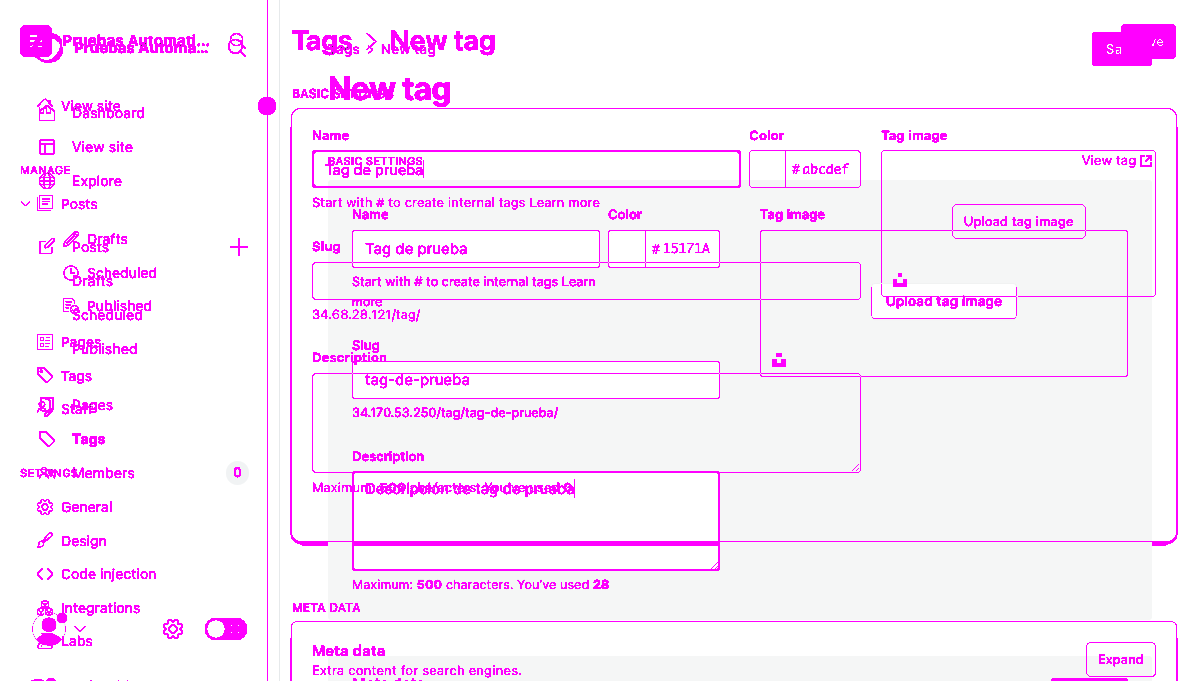 Pruebas Automati...
Pruebas Automa...
Tags > New tag
Tags > New tag
New tag
View site
Dashboard
View site
MANAGE
Explore
Posts
Drafts
Posts
Scheduled
Drafts
Published
Scheduled
Pages
Published
Tags
Staff
Pages
Tags
SETTINGS
Members 0
General
Design
Code injection
Integrations
Labs
BASIC SETTINGS
Name
Color
Tag image
BASIC SETTINGS
Tag de prueba
#abcdef
View tag
Start with # to create internal tags Learn more
Name
Color
Tag image
Upload tag image
Slug
Tag de prueba
#15171A
Start with # to create internal tags Learn
more
Upload tag image
34.68.28.121/tag/
Slug
Description
tag-de-prueba
34.170.53.250/tag/tag-de-prueba/
Description
Descripción de tag de prueba
Maximum: 500 characters. You've used 0
Maximum: 500 characters. You've used 28
META DATA
Meta data
Extra content for search engines.
Expand